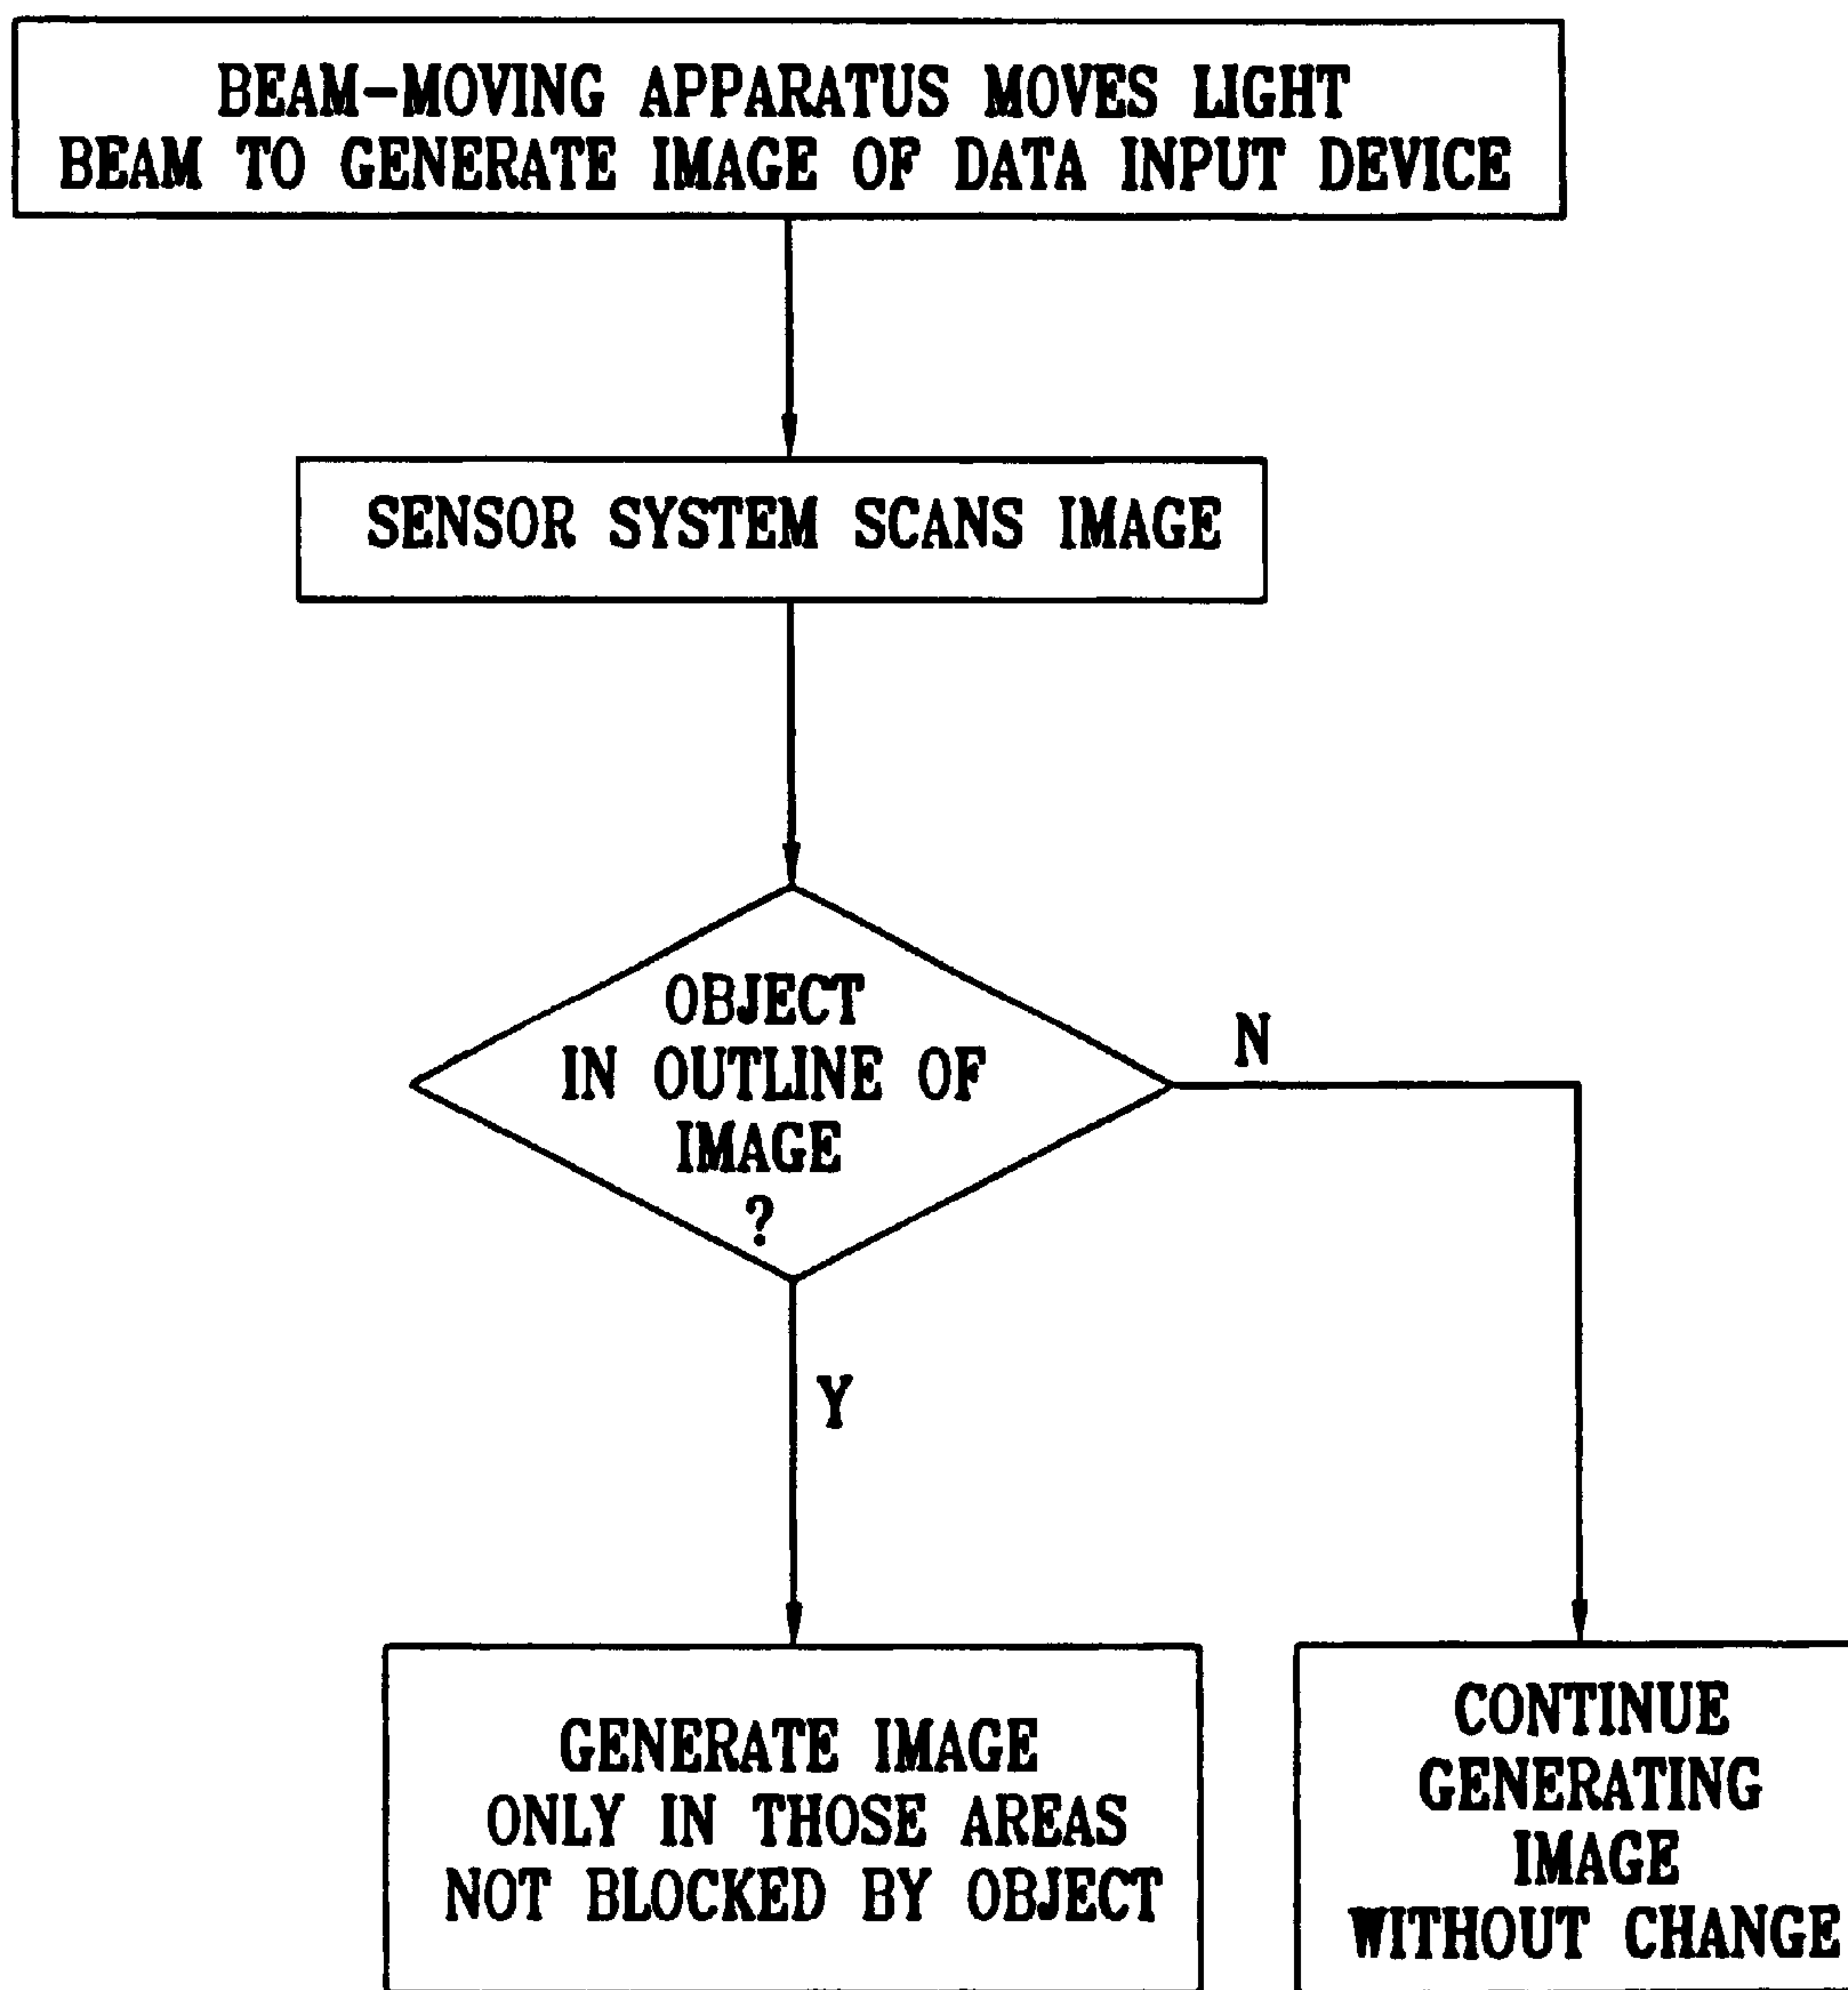 BEAM-MOVING APPARATUS MOVES LIGHT
BEAM TO GENERATE IMAGE OF DATA INPUT DEVICE
SENSOR SYSTEM SCANS IMAGE
OBJECT
IN OUTLINE OF
IMAGE
?
N
Y
GENERATE IMAGE
ONLY IN THOSE AREAS
NOT BLOCKED BY OBJECT
CONTINUE
GENERATING
IMAGE
WITHOUT CHANGE